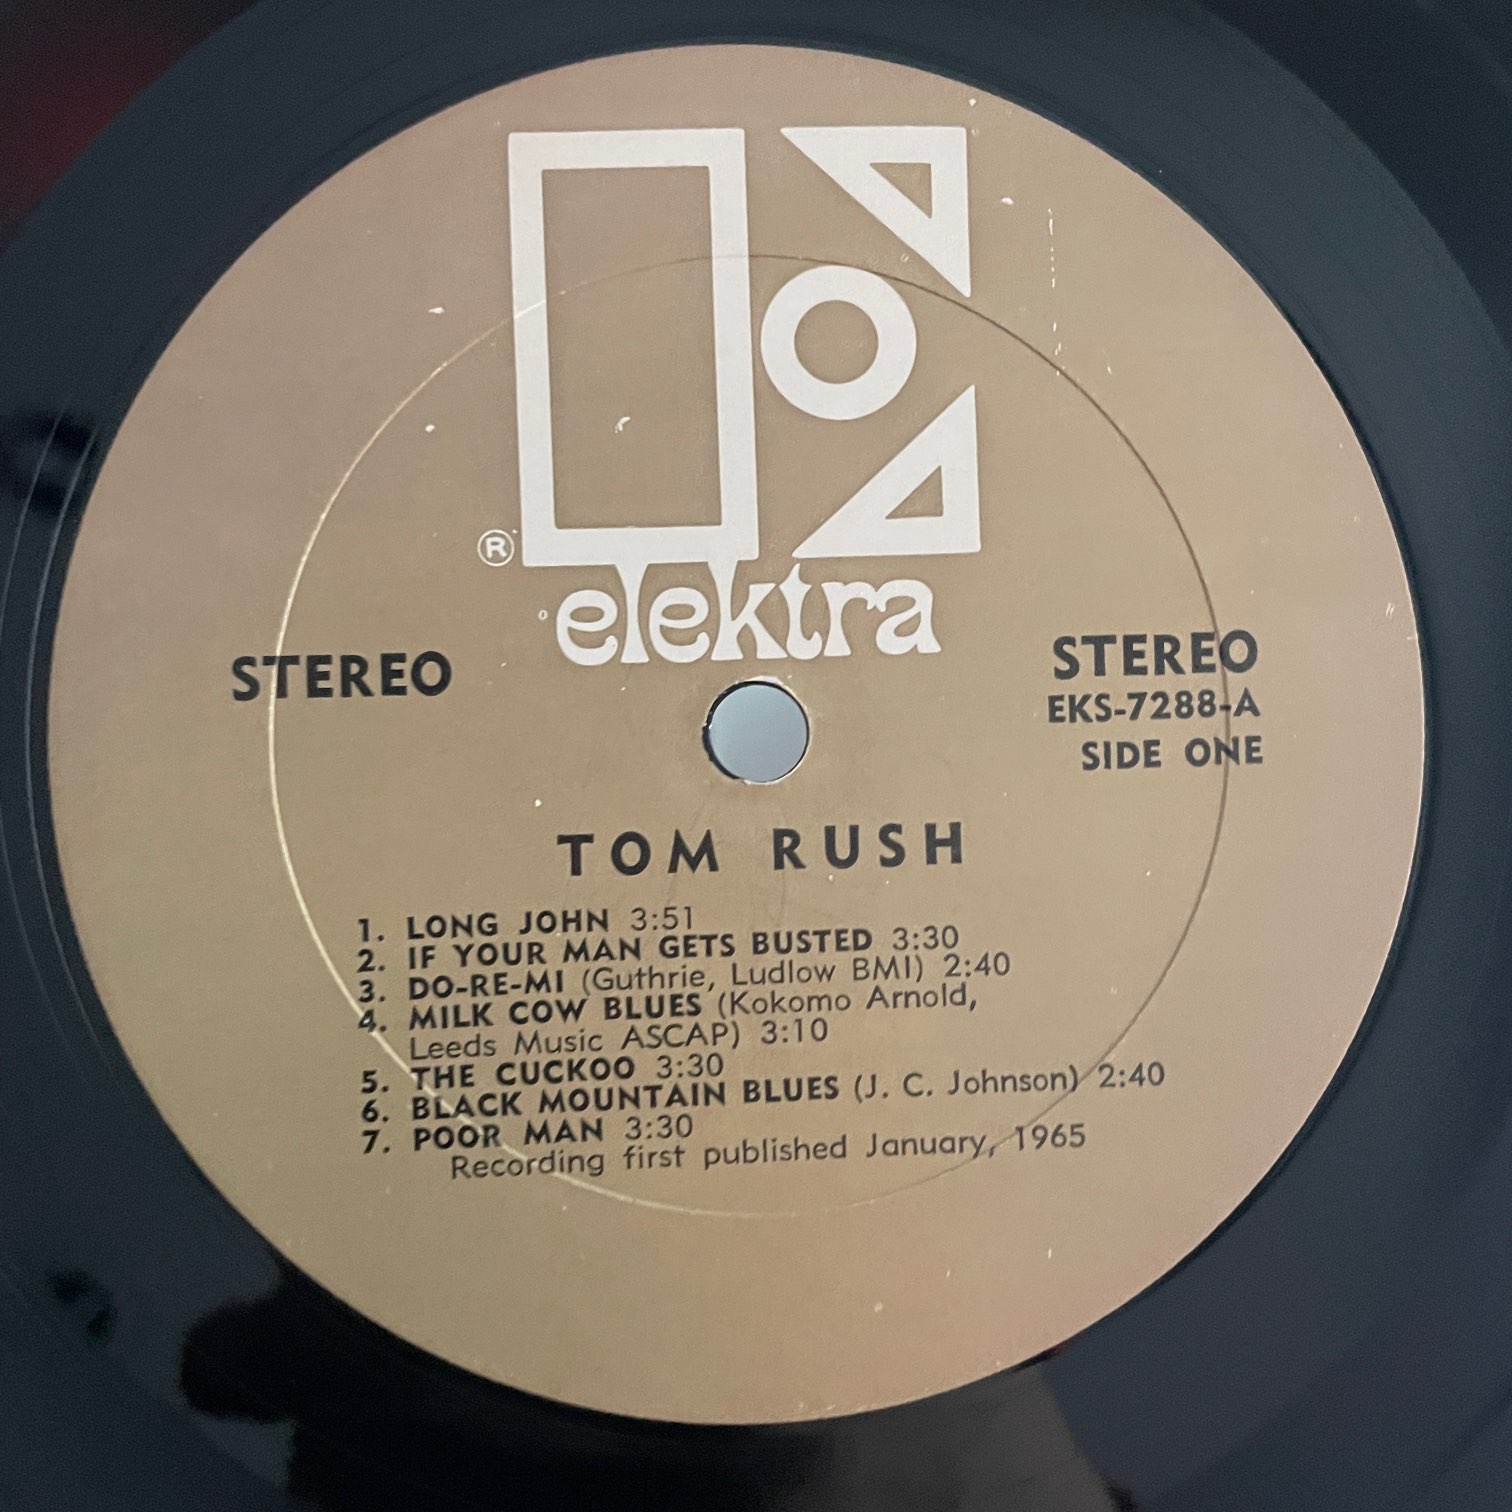 ®
elektra
STEREO
STEREO
EKS-7288-A
SIDE ONE
TOM RUSH
1. LONG JOHN 3:51
2. IF YOUR MAN GETS BUSTED 3:30
3. DO-RE-MI (Guthrie, Ludlow BMI) 2:40
4. MILK COW BLUES (Kokomo Arnold,
Leeds Music ASCAP) 3:10
5. THE CUCKOO 3:30
6. BLACK MOUNTAIN BLUES (J. C. Johnson) 2:40
7. POOR MAN 3:30
Recording first published January, 1965